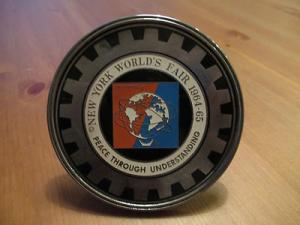 ©NEW YORK WORLD'S FAIR 1964-65
PEACE THROUGH UNDERSTANDING